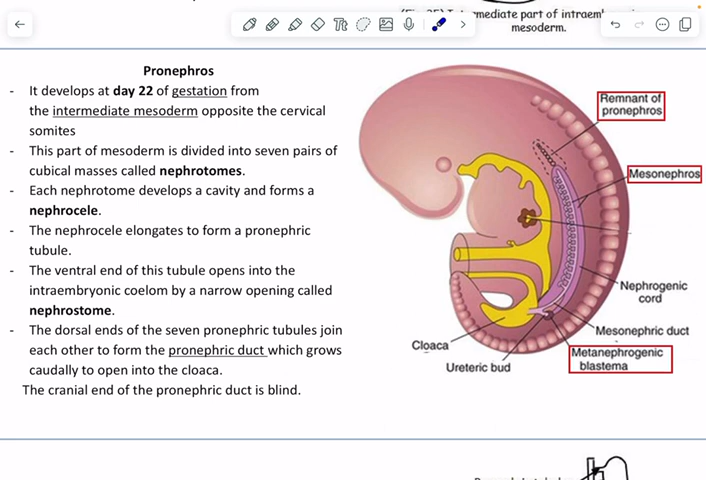 mediate part of intraem
mesoderm.
Pronephros
- It develops at day 22 of gestation from
the intermediate mesoderm opposite the cervical
somites
- This part of mesoderm is divided into seven pairs of
cubical masses called nephrotomes.
- Each nephrotome develops a cavity and forms a
nephrocele.
- The nephrocele elongates to form a pronephric
tubule.
- The ventral end of this tubule opens into the
intraembryonic coelom by a narrow opening called
nephrostome.
- The dorsal ends of the seven pronephric tubules join
each other to form the pronephric duct which grows
caudally to open into the cloaca.
The cranial end of the pronephric duct is blind.
Remnant of
pronephros
Mesonephros
Nephrogenic
cord
Mesonephric duct
Metanephrogenic
blastema
Cloaca
Ureteric bud